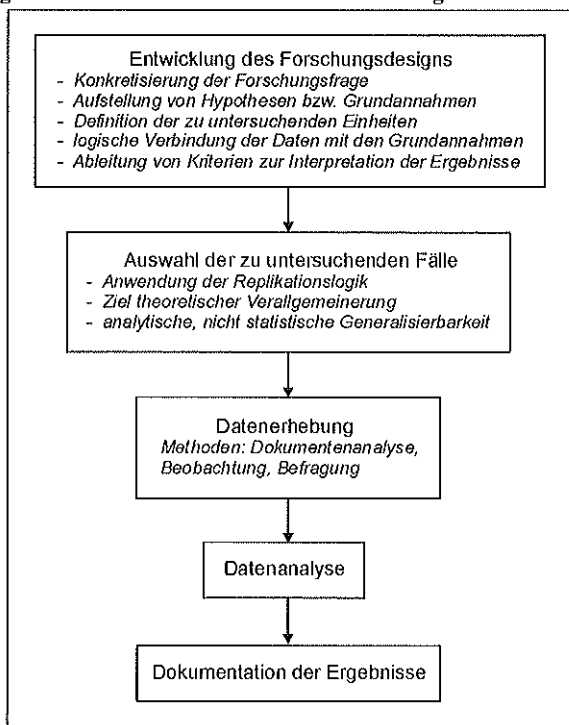 Entwicklung des Forschungsdesigns
- Konkretisierung der Forschungsfrage
- Aufstellung von Hypothesen bzw. Grundannahmen
- Definition der zu untersuchenden Einheiten
- logische Verbindung der Daten mit den Grundannahmen
- Ableitung von Kriterien zur Interpretation der Ergebnisse
Auswahl der zu untersuchenden Fälle
- Anwendung der Replikationslogik
- Ziel theoretischer Verallgemeinerung
- analytische, nicht statistische Generalisierbarkeit
Datenerhebung
Methoden: Dokumentenanalyse,
Beobachtung, Befragung
Datenanalyse
Dokumentation der Ergebnisse